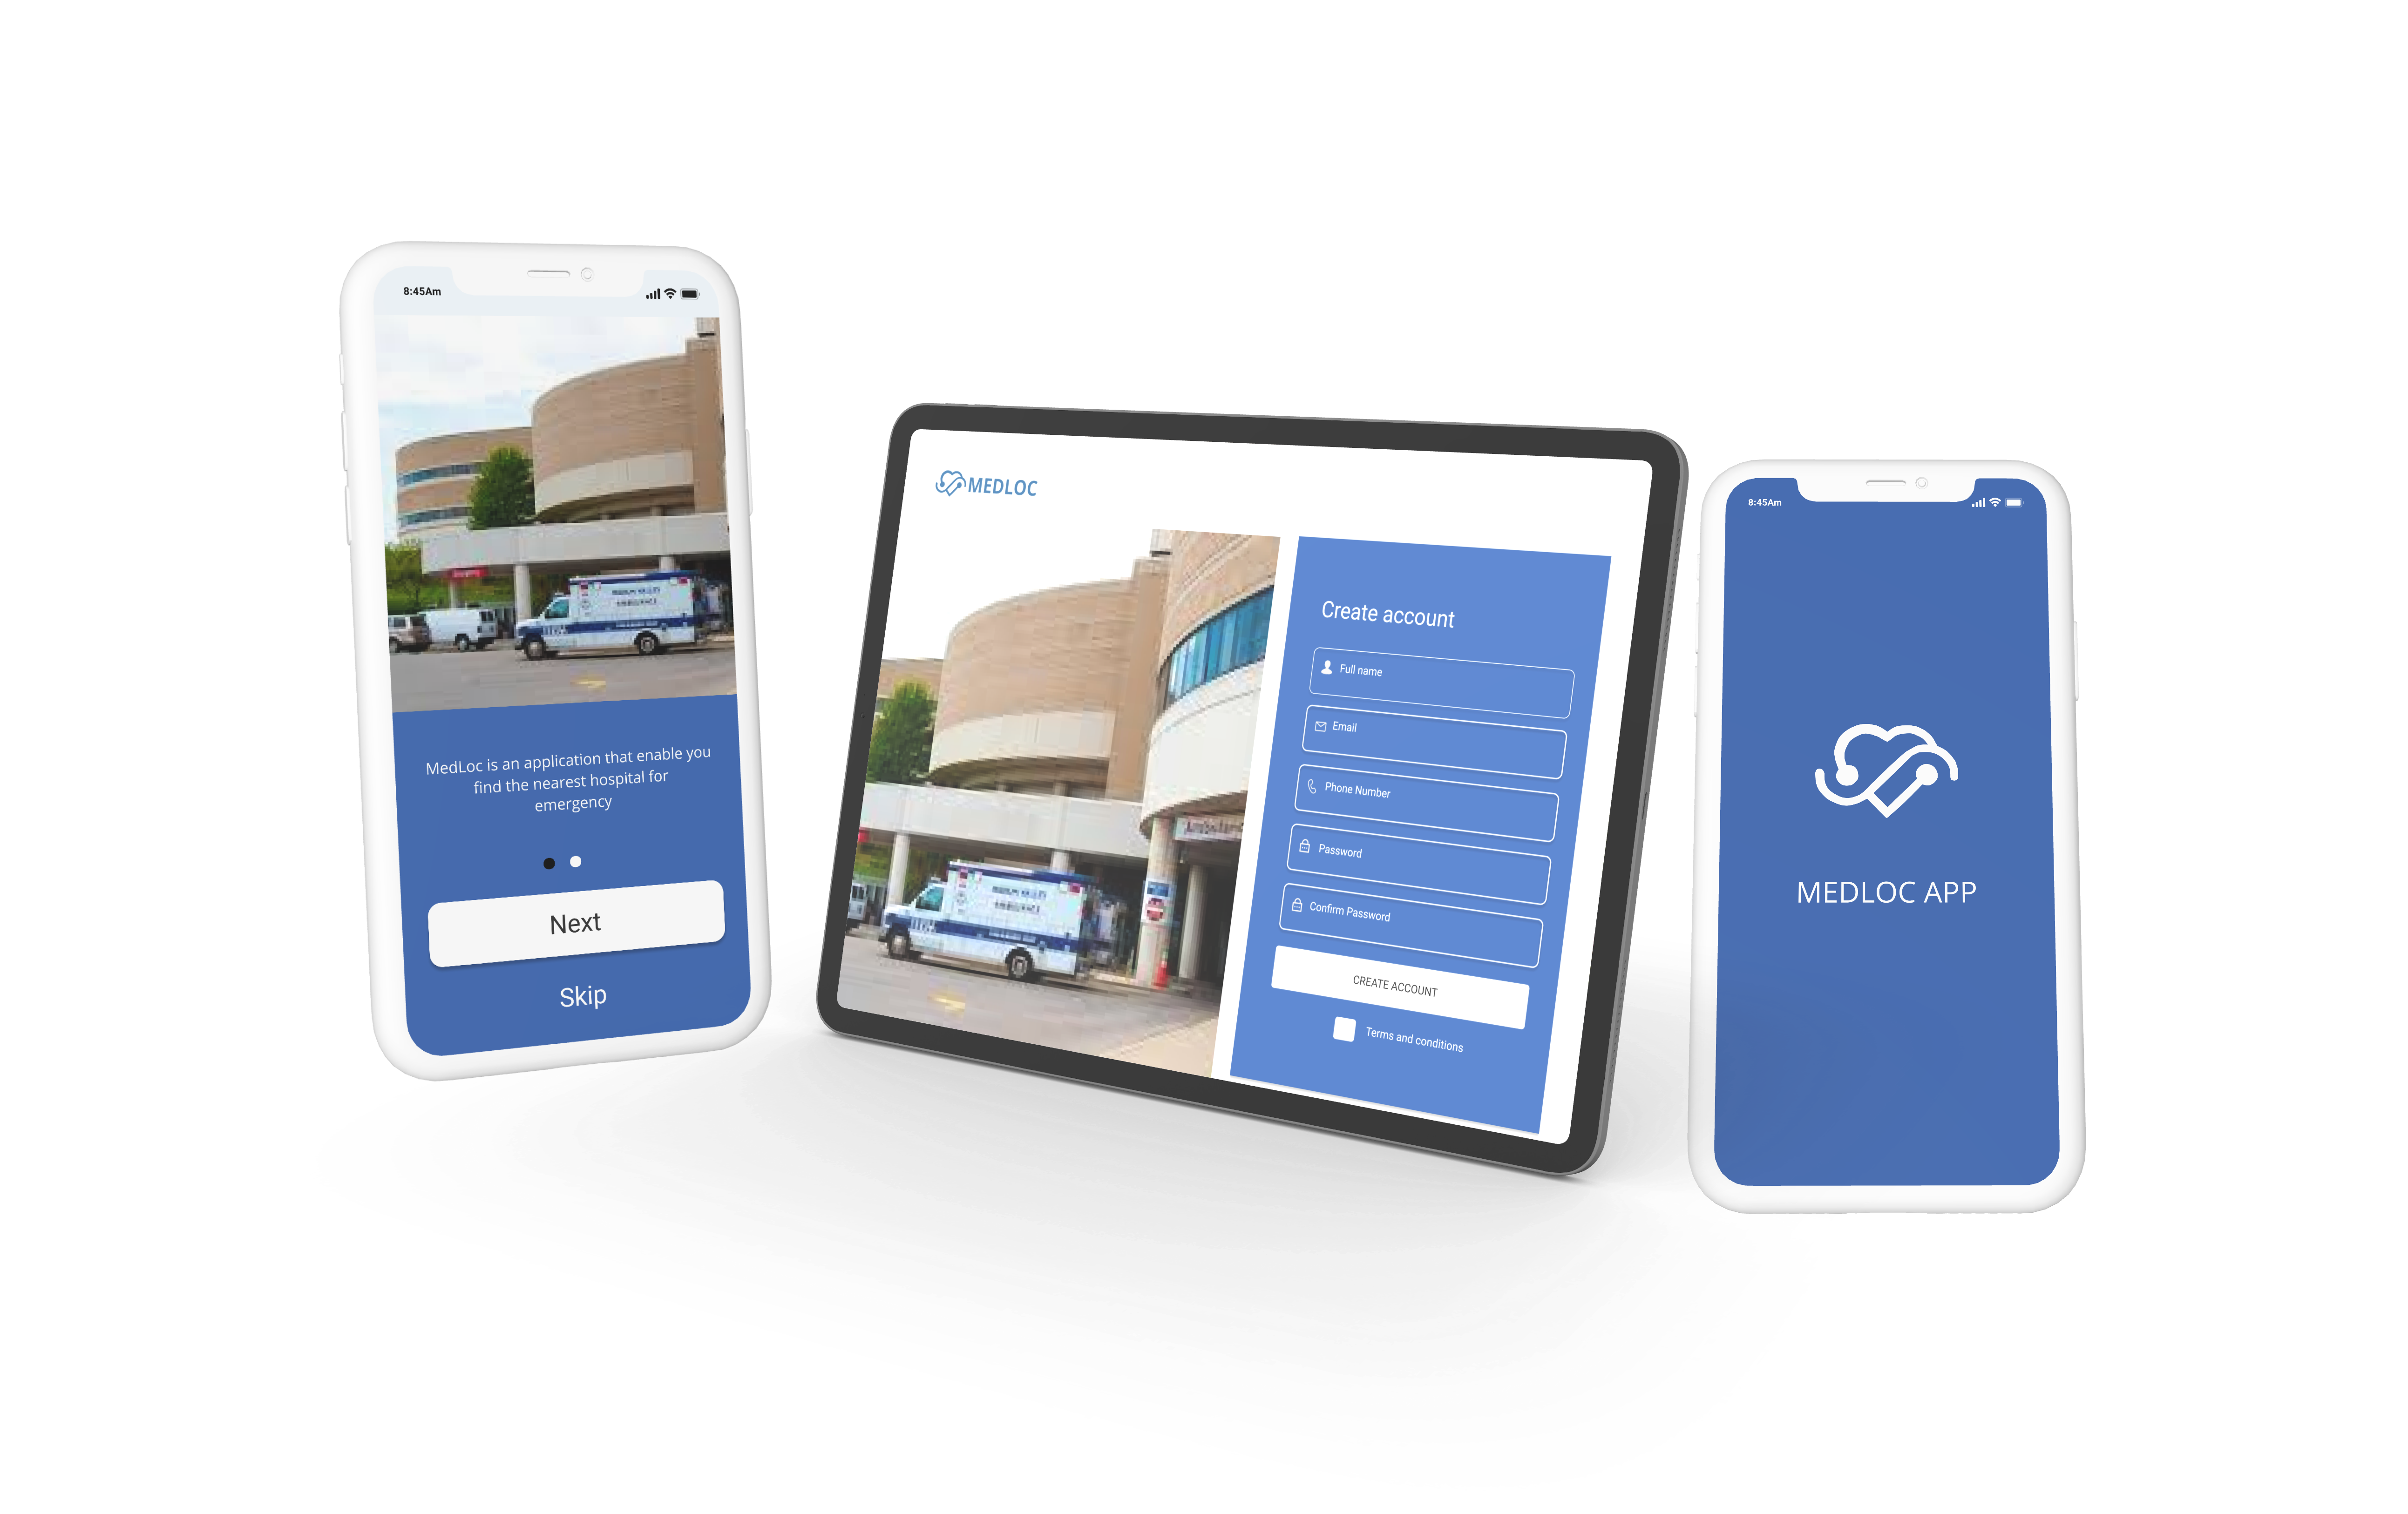 8:45Am
MedLoc is an application that enable you
find the nearest hospital for
emergency
Next
Skip
MEDLOC
Create account
Full name
Email
Phone Number
Password
Confirm Password
CREATE ACCOUNT
Terms and conditions
8:45Am
MEDLOC APP